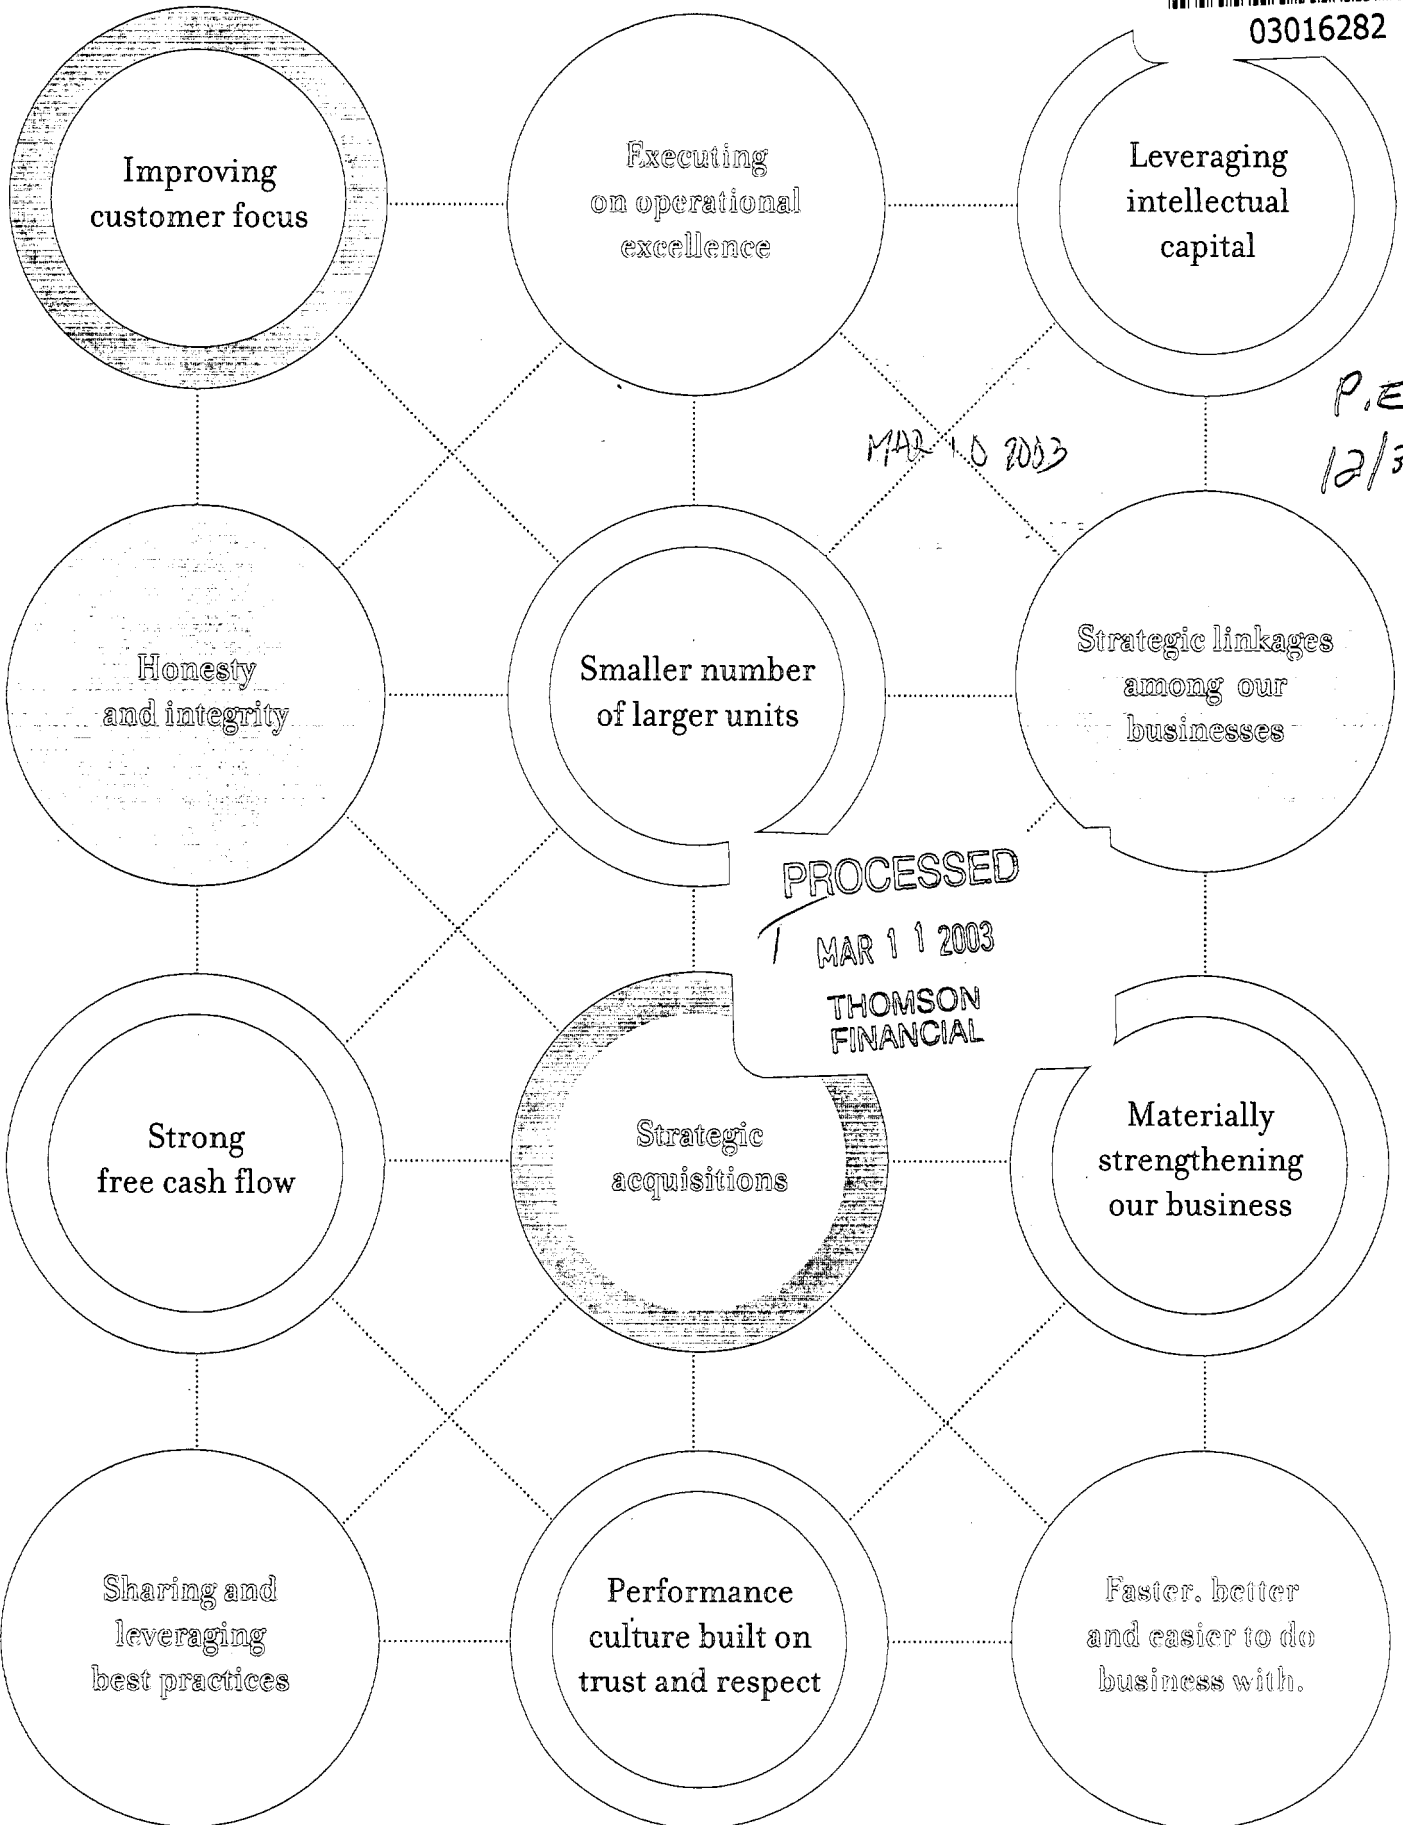 03016282
Improving
customer focus
Executing
on operational
excellence
Leveraging
intellectual
capital
P.E
12/3
MAR 10 2003
Honesty
and integrity
Smaller number
of larger units
Strategic linkages
among our
businesses
PROCESSED
MAR 11 2003
THOMSON
FINANCIAL
Strong
free cash flow
Strategic
acquisitions
Materially
strengthening
our business
Sharing and
leveraging
best practices
Performance
culture built on
trust and respect
Faster, better
and easier to do
business with.